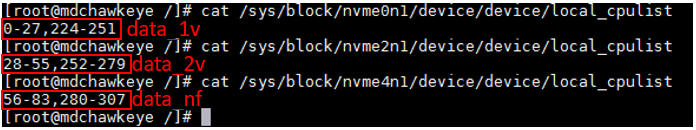 [root@mdchawkeye /]# cat /sys/block/nvme0n1/device/device/local_cpulist
0-27,224-251 data_1v
[root@mdchawkeye /]# cat /sys/block/nvme2n1/device/device/local_cpulist
28-55,252-279 data_2v
[root@mdchawkeye /]# cat /sys/block/nvme4n1/device/device/local_cpulist
56-83,280-307 data_nf
[root@mdchawkeye /]#